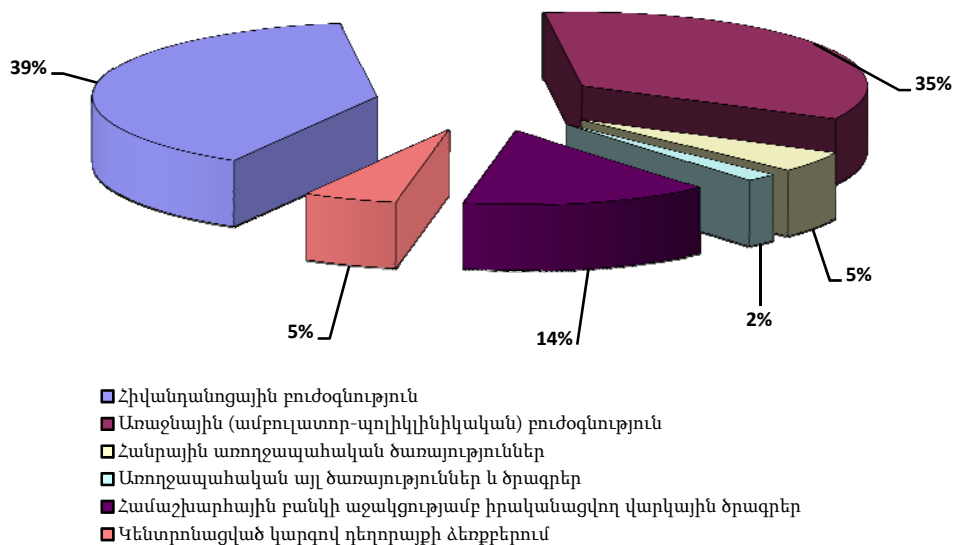 39%
35%
5%
2%
14%
5%
Հիվանդանոցային բուժօգնություն
Առաջնային (ամբուլատոր-պոլիկլինիկական) բուժօգնություն
Հանրային առողջապահական ծառայություններ
Առողջապահական այլ ծառայություններ և ծրագրեր
Համաշխարհային բանկի աջակցությամբ իրականացվող վարկային ծրագրեր
Կենտրոնացված կարգով դեղորայքի ձեռքբերում